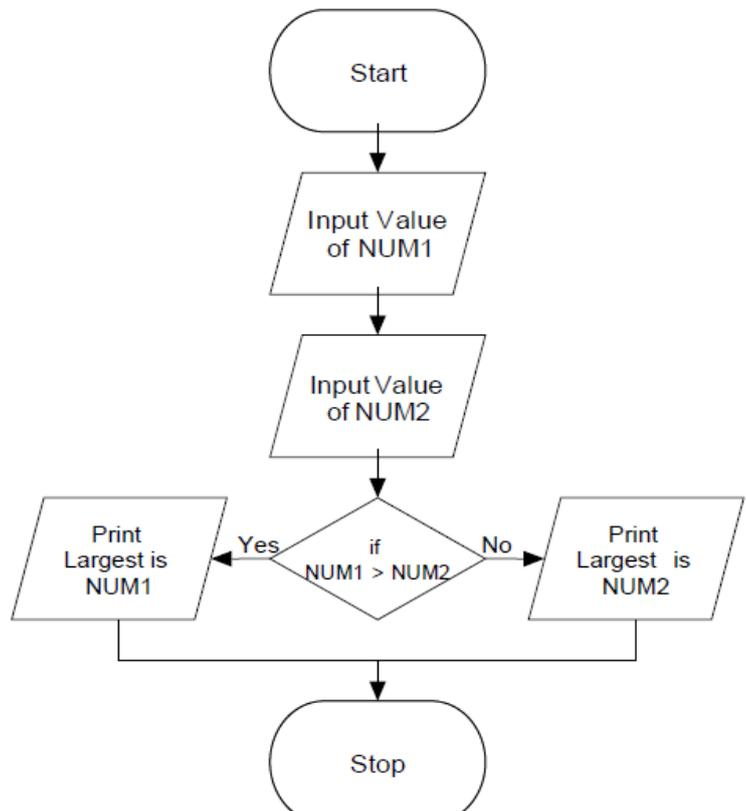 Start
Input Value
of NUM1
Input Value
of NUM2
if
NUM1 > NUM2
Yes
No
Print
Largest is
NUM1
Print
Largest is
NUM2
Stop